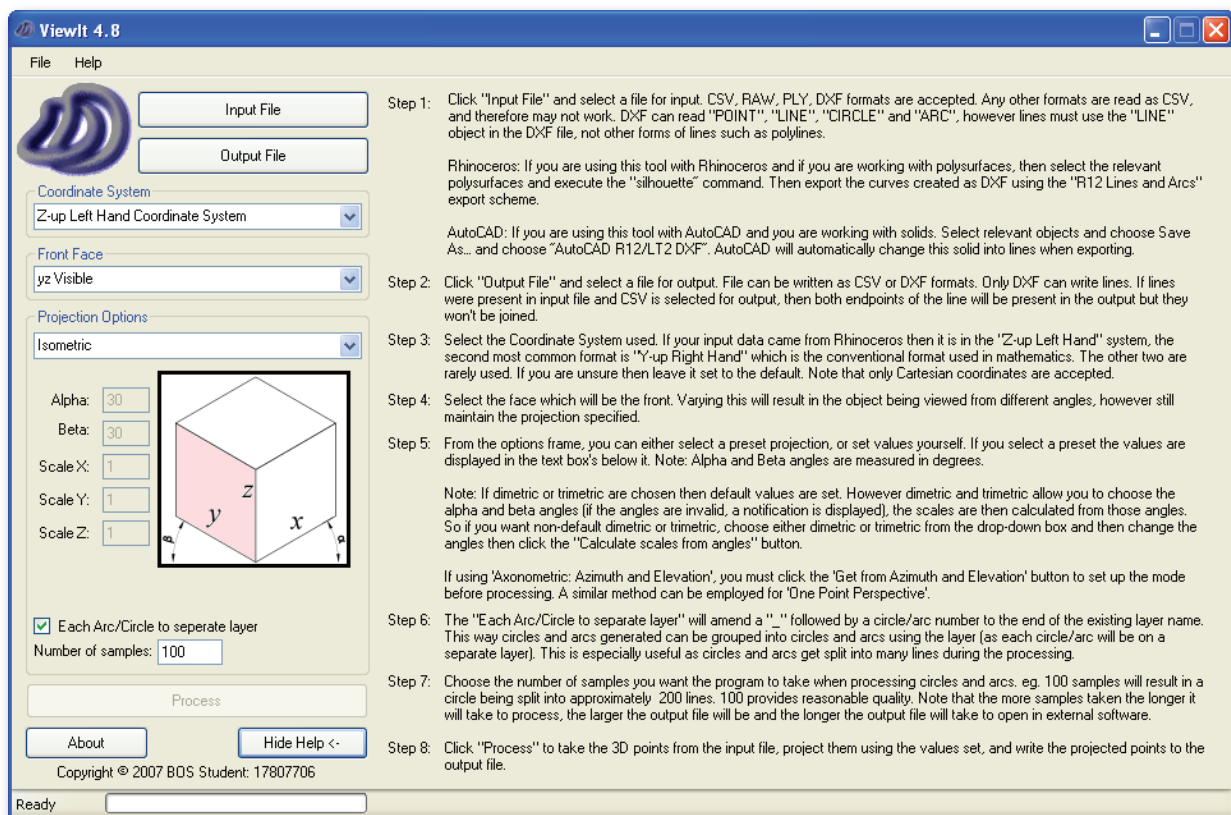 ViewIt 4.8
File Help
Input File
Output File
Coordinate System
Z-up Left Hand Coordinate System
Front Face
yz Visible
Projection Options
Isometric
Alpha: 30
Beta: 30
Scale X: 1
Scale Y: 1
Scale Z: 1
z
y
x
β
α
Each Arc/Circle to seperate layer
Number of samples: 100
Process
About
Hide Help <-
Copyright © 2007 BOS Student: 17807706
Ready
Step 1: Click "Input File" and select a file for input. CSV, RAW, PLY, DXF formats are accepted. Any other formats are read as CSV,
and therefore may not work. DXF can read "POINT", "LINE", "CIRCLE" and "ARC", however lines must use the "LINE"
object in the DXF file, not other forms of lines such as polylines.
Rhinoceros: If you are using this tool with Rhinoceros and if you are working with polysurfaces, then select the relevant
polysurfaces and execute the "silhouette" command. Then export the curves created as DXF using the "R12 Lines and Arcs"
export scheme.
AutoCAD: If you are using this tool with AutoCAD and you are working with solids. Select relevant objects and choose Save
As... and choose "AutoCAD R12/LT2 DXF". AutoCAD will automatically change this solid into lines when exporting.
Step 2: Click "Output File" and select a file for output. File can be written as CSV or DXF formats. Only DXF can write lines. If lines
were present in input file and CSV is selected for output, then both endpoints of the line will be present in the output but they
won't be joined.
Step 3: Select the Coordinate System used. If your input data came from Rhinoceros then it is in the "Z-up Left Hand" system, the
second most common format is "Y-up Right Hand" which is the conventional format used in mathematics. The other two are
rarely used. If you are unsure then leave it set to the default. Note that only Cartesian coordinates are accepted.
Step 4: Select the face which will be the front. Varying this will result in the object being viewed from different angles, however still
maintain the projection specified.
Step 5: From the options frame, you can either select a preset projection, or set values yourself. If you select a preset the values are
displayed in the text box's below it. Note: Alpha and Beta angles are measured in degrees.
Note: If dimetric or trimetric are chosen then default values are set. However dimetric and trimetric allow you to choose the
alpha and beta angles (if the angles are invalid, a notification is displayed), the scales are then calculated from those angles.
So if you want non-default dimetric or trimetric, choose either dimetric or trimetric from the drop-down box and then change the
angles then click the "Calculate scales from angles" button.
If using 'Axonometric: Azimuth and Elevation', you must click the 'Get from Azimuth and Elevation' button to set up the mode
before processing. A similar method can be employed for 'One Point Perspective'.
Step 6: The "Each Arc/Circle to separate layer" will amend a "_" followed by a circle/arc number to the end of the existing layer name.
This way circles and arcs generated can be grouped into circles and arcs using the layer (as each circle/arc will be on a
separate layer). This is especially useful as circles and arcs get split into many lines during the processing.
Step 7: Choose the number of samples you want the program to take when processing circles and arcs. eg. 100 samples will result in a
circle being split into approximately 200 lines. 100 provides reasonable quality. Note that the more samples taken the longer it
will take to process, the larger the output file will be and the longer the output file will take to open in external software.
Step 8: Click "Process" to take the 3D points from the input file, project them using the values set, and write the projected points to the
output file.